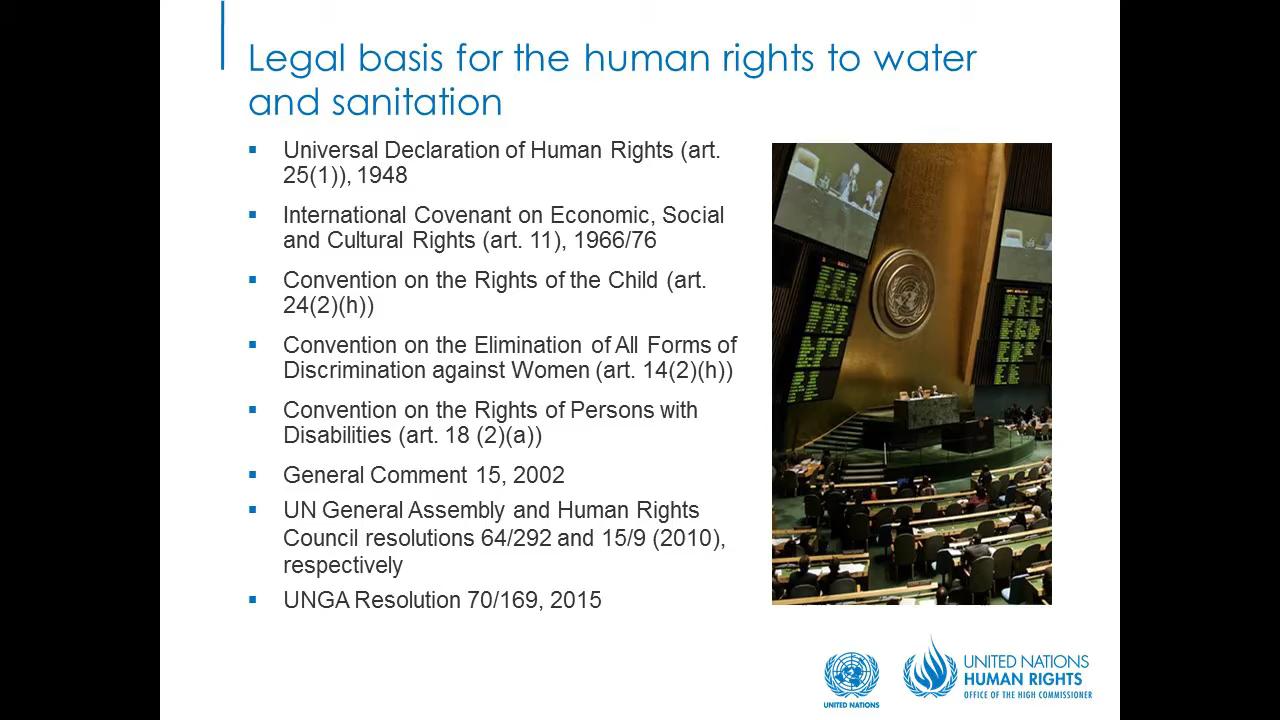 Legal basis for the human rights to water
and sanitation
▪ Universal Declaration of Human Rights (art.
25(1)), 1948
▪ International Covenant on Economic, Social
and Cultural Rights (art. 11), 1966/76
▪ Convention on the Rights of the Child (art.
24(2)(h))
▪ Convention on the Elimination of All Forms of
Discrimination against Women (art. 14(2)(h))
▪ Convention on the Rights of Persons with
Disabilities (art. 18 (2)(a))
▪ General Comment 15, 2002
▪ UN General Assembly and Human Rights
Council resolutions 64/292 and 15/9 (2010),
respectively
▪ UNGA Resolution 70/169, 2015
UNITED NATIONS
UNITED NATIONS
HUMAN RIGHTS
OFFICE OF THE HIGH COMMISSIONER